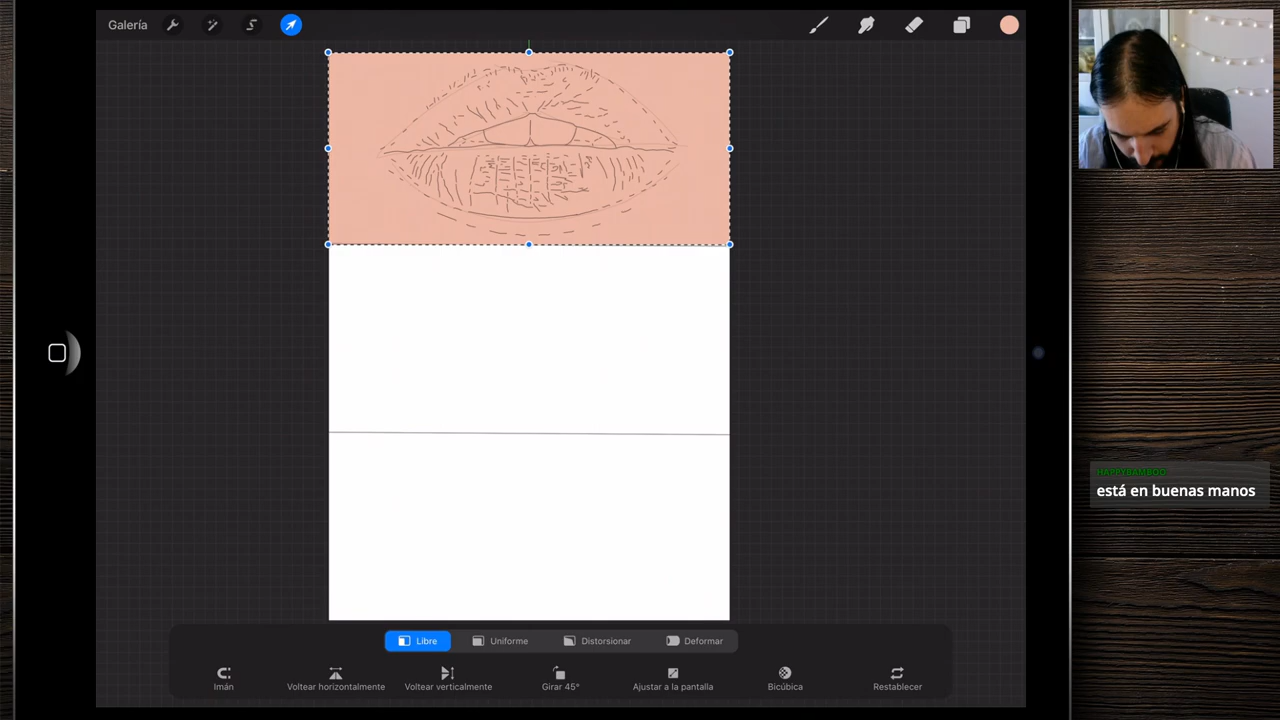 Galería
HAPPYBAMBOO
está en buenas manos
Libre
Uniforme
Distorsionar
Deformar
Imán
Voltear horizontalmente
Voltear verticalmente
Girar 45°
Ajustar a la pantalla
Bicúbica
Restablecer